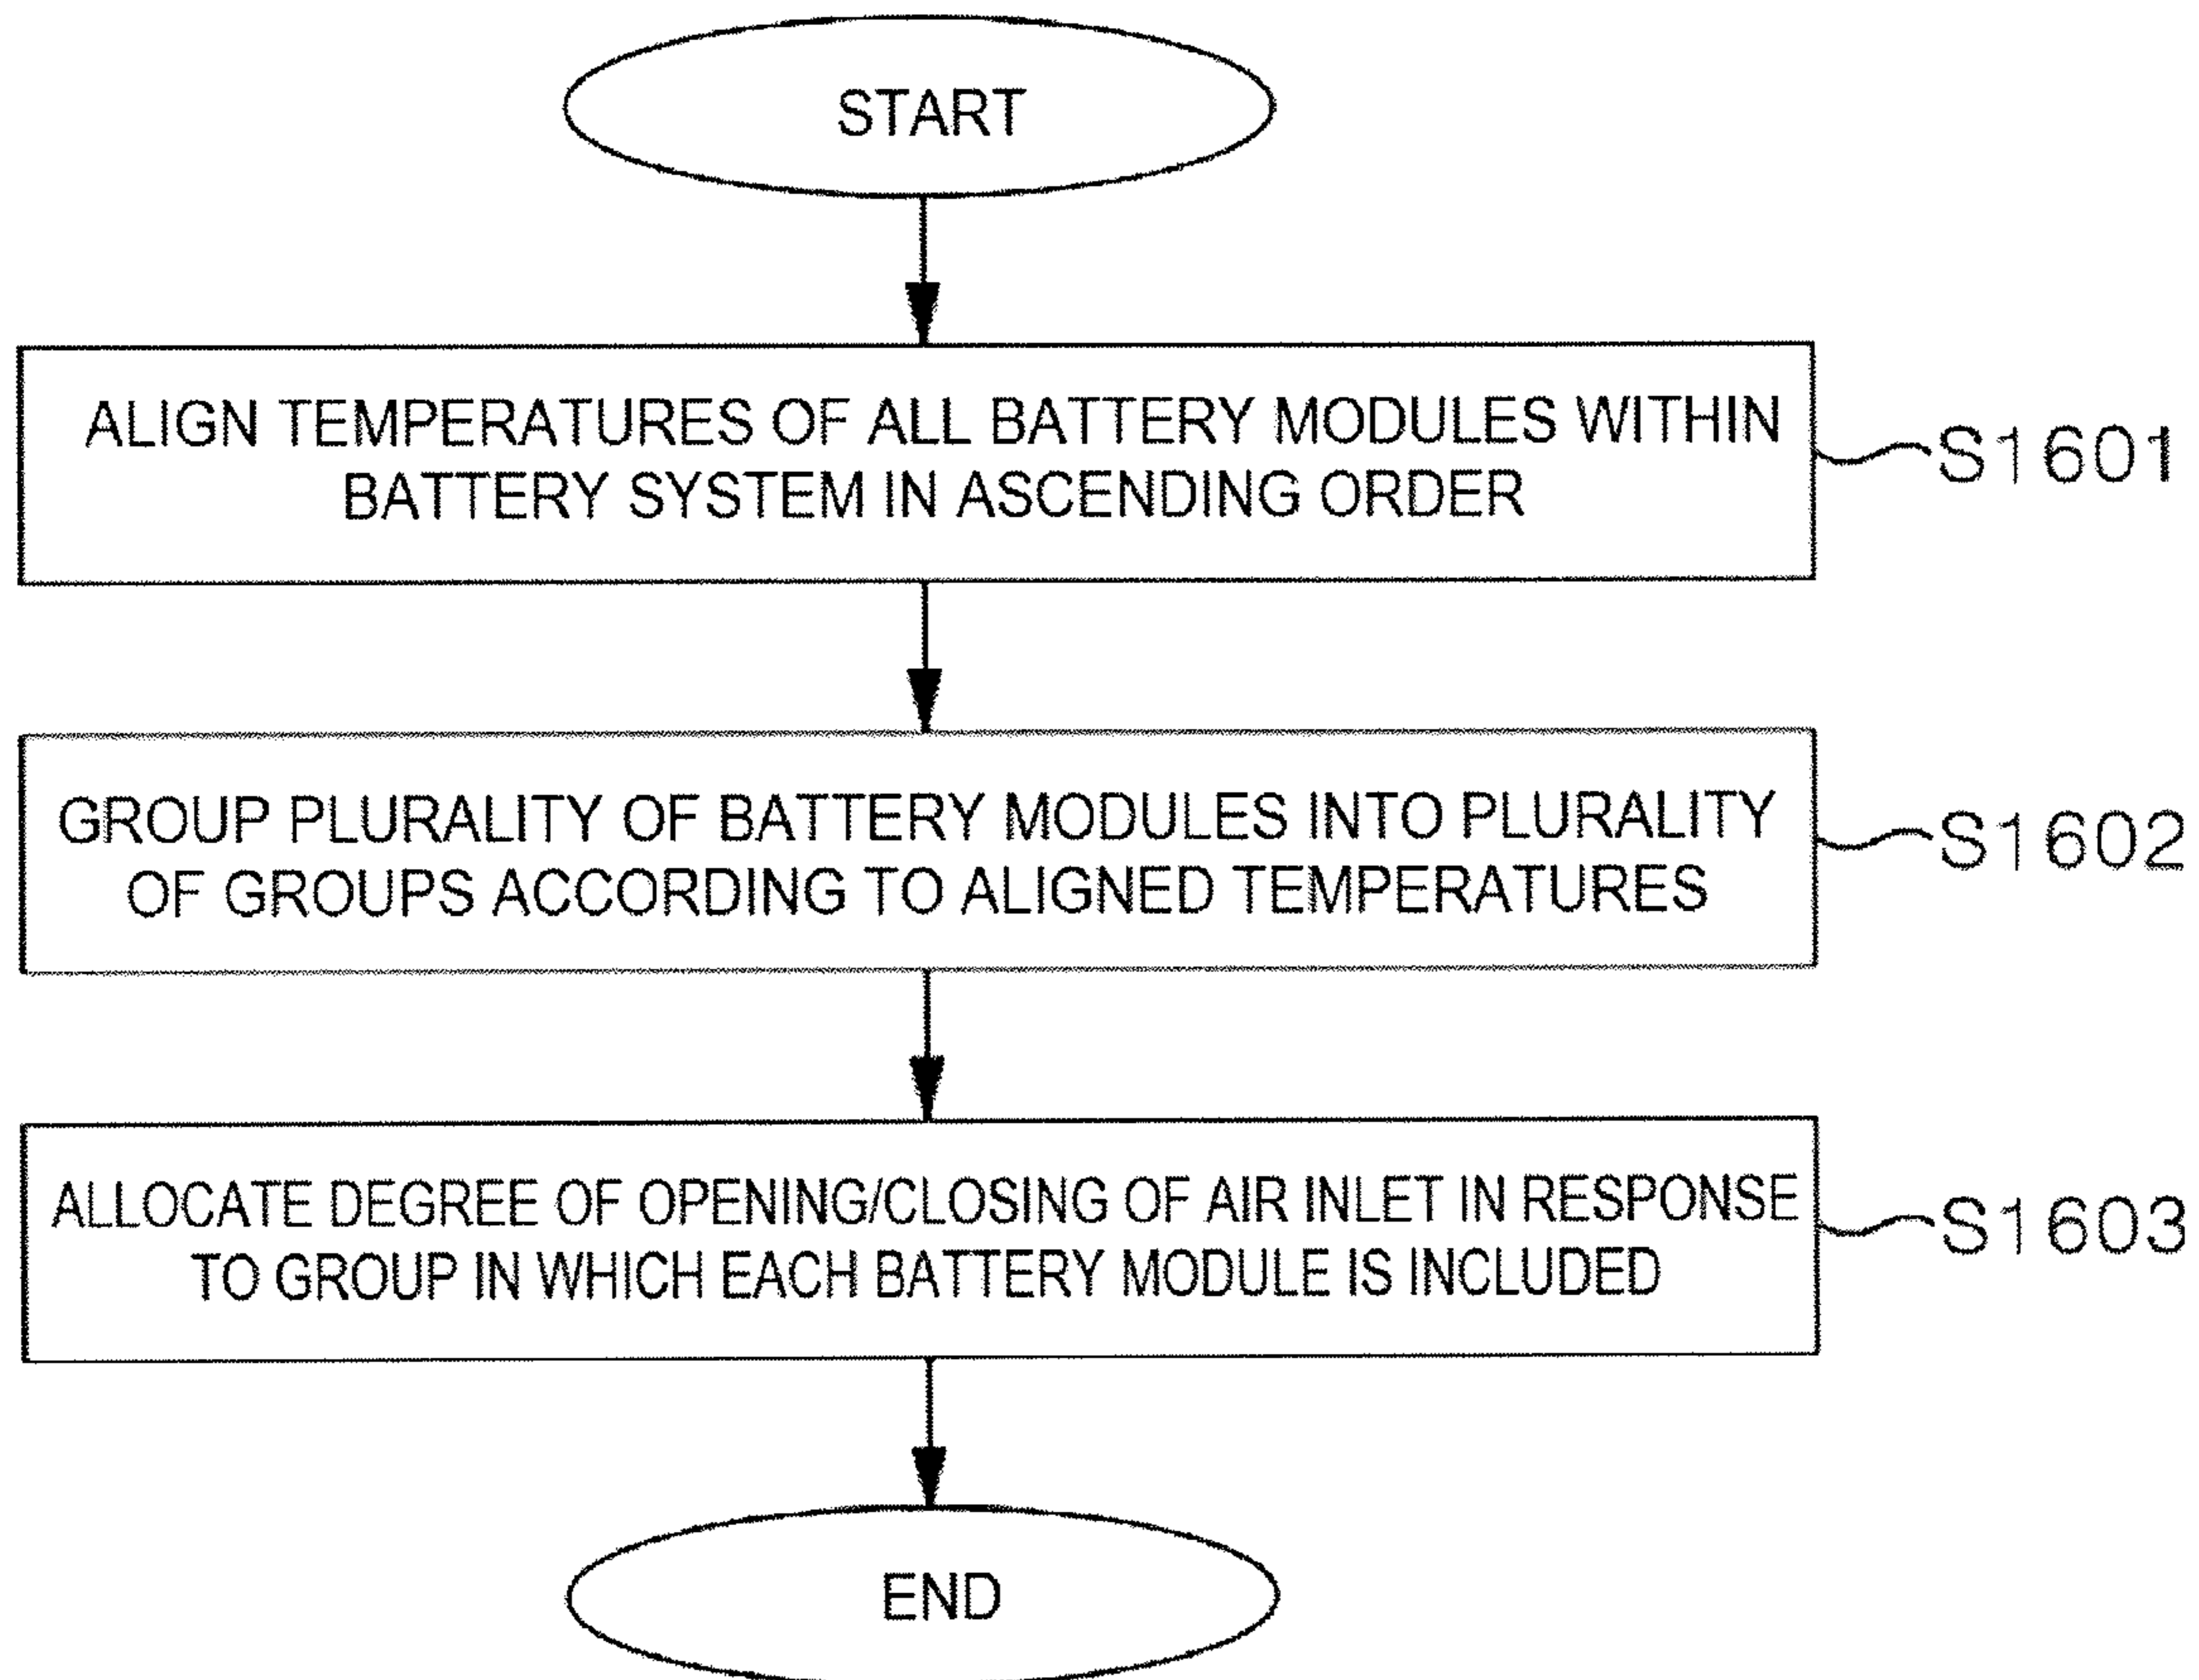 START
ALIGN TEMPERATURES OF ALL BATTERY MODULES WITHIN
BATTERY SYSTEM IN ASCENDING ORDER
S1601
GROUP PLURALITY OF BATTERY MODULES INTO PLURALITY
OF GROUPS ACCORDING TO ALIGNED TEMPERATURES
S1602
ALLOCATE DEGREE OF OPENING/CLOSING OF AIR INLET IN RESPONSE
TO GROUP IN WHICH EACH BATTERY MODULE IS INCLUDED
S1603
END